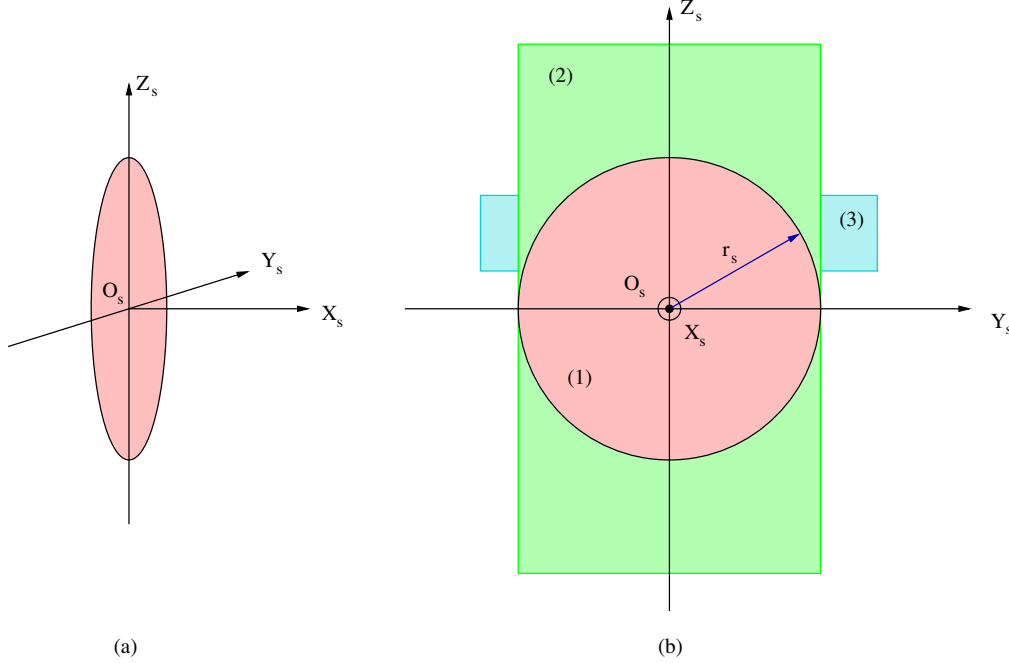 Z_s
Y_s
O_s
X_s
(a)
Z_s
(2)
(3)
r_s
O_s
X_s
Y_s
(1)
(b)